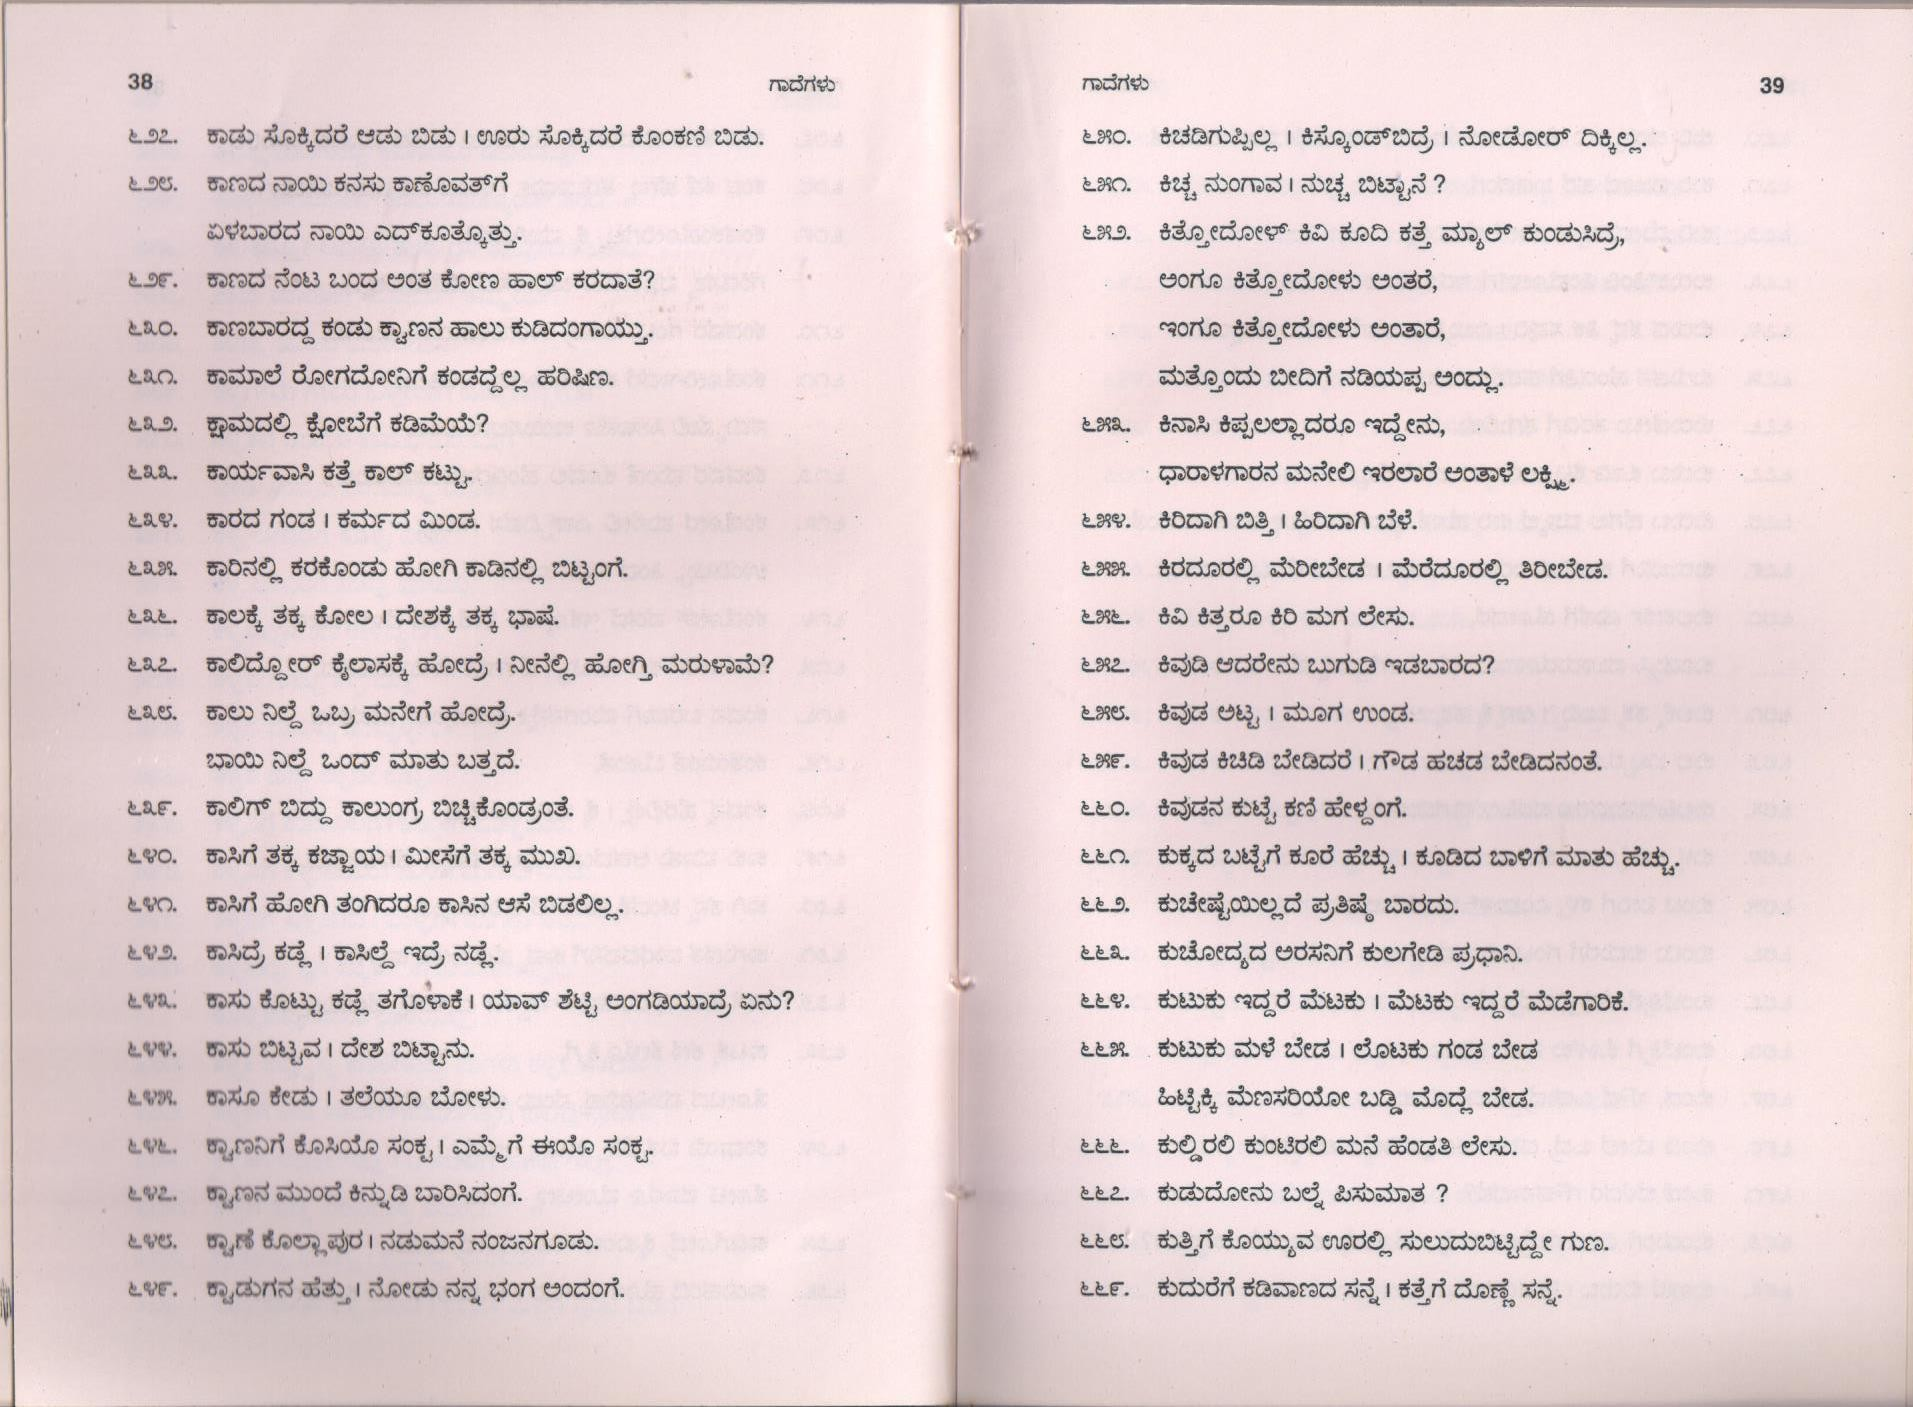 38
ಗಾದೆಗಳು
೬೨೭. ಕಾಡು ಸೊಕ್ಕಿದರೆ ಆಡು ಬಿಡು । ಊರು ಸೊಕ್ಕಿದರೆ ಕೊಂಕಣಿ ಬಿಡು.
೬೨೮. ಕಾಣದ ನಾಯಿ ಕನಸು ಕಾಣೊವತ್‌ಗೆ
ಏಳಬಾರದ ನಾಯಿ ಎದ್‌ಕೂತ್ಕೊತ್ತು.
೬೨೯. ಕಾಣದ ನೆಂಟ ಬಂದ ಅಂತ ಕೋಣ ಹಾಲ್ ಕರದಾತೆ?
೬೩೦. ಕಾಣಬಾರದ್ದ ಕಂಡು ಕ್ವಾಣನ ಹಾಲು ಕುಡಿದಂಗಾಯ್ತು.
೬೩೧. ಕಾಮಾಲೆ ರೋಗದೋನಿಗೆ ಕಂಡದ್ದೆಲ್ಲ ಹರಿಷಿಣ.
೬೩೨. ಕ್ಷಾಮದಲ್ಲಿ ಕ್ಷೋಬೆಗೆ ಕಡಿಮೆಯೆ?
೬೩೩. ಕಾರ್ಯವಾಸಿ ಕತ್ತೆ ಕಾಲ್ ಕಟ್ಟು.
೬೩೪. ಕಾರದ ಗಂಡ । ಕರ್ಮದ ಮಿಂಡ.
೬೩೫. ಕಾರಿನಲ್ಲಿ ಕರಕೊಂಡು ಹೋಗಿ ಕಾಡಿನಲ್ಲಿ ಬಿಟ್ಟಂಗೆ.
೬೩೬. ಕಾಲಕ್ಕೆ ತಕ್ಕ ಕೋಲ । ದೇಶಕ್ಕೆ ತಕ್ಕ ಭಾಷೆ.
೬೩೭. ಕಾಲಿದ್ದೋರ್ ಕೈಲಾಸಕ್ಕೆ ಹೋದ್ರೆ । ನೀನೆಲ್ಲಿ ಹೋಗ್ತಿ ಮರುಳಾಮೆ?
೬೩೮. ಕಾಲು ನಿಲ್ದೆ ಒಬ್ರ ಮನೇಗೆ ಹೋದ್ರೆ.
ಬಾಯಿ ನಿಲ್ದೆ ಒಂದ್ ಮಾತು ಬತ್ತದೆ.
೬೩೯. ಕಾಲಿಗ್ ಬಿದ್ದು ಕಾಲುಂಗ್ರ ಬಿಚ್ಚಿಕೊಂಡ್ರಂತೆ.
೬೪೦. ಕಾಸಿಗೆ ತಕ್ಕ ಕಜ್ಜಾಯ । ಮೀಸೆಗೆ ತಕ್ಕ ಮುಖ.
೬೪೧. ಕಾಸಿಗೆ ಹೋಗಿ ತಂಗಿದರೂ ಕಾಸಿನ ಆಸೆ ಬಿಡಲಿಲ್ಲ.
೬೪೨. ಕಾಸಿದ್ರೆ ಕಡ್ಲೆ । ಕಾಸಿಲ್ದೆ ಇದ್ರೆ ನಡ್ಲೆ.
೬೪೩. ಕಾಸು ಕೊಟ್ಟು ಕಡ್ಲೆ ತಗೊಳಾಕೆ । ಯಾವ್ ಶೆಟ್ಟಿ ಅಂಗಡಿಯಾದ್ರೆ ಏನು?
೬೪೪. ಕಾಸು ಬಿಟ್ಟವ । ದೇಶ ಬಿಟ್ಟಾನು.
೬೪೫. ಕಾಸೂ ಕೇಡು । ತಲೆಯೂ ಬೋಳು.
೬೪೬. ಕ್ವಾಣನಿಗೆ ಕೊಸಿಯೊ ಸಂಕ್ಟ । ಎಮ್ಮೆಗೆ ಈಯೊ ಸಂಕ್ಟ.
೬೪೭. ಕ್ವಾಣನ ಮುಂದೆ ಕಿನ್ನುಡಿ ಬಾರಿಸಿದಂಗೆ.
೬೪೮. ಕ್ವಾಣೆ ಕೊಲ್ಲಾಪುರ । ನಡುಮನೆ ನಂಜನಗೂಡು.
೬೪೯. ಕ್ವಾಡುಗನ ಹೆತ್ತು । ನೋಡು ನನ್ನ ಭಂಗ ಅಂದಂಗೆ.
ಗಾದೆಗಳು
39
೬೫೦. ಕಿಚಡಿಗುಪ್ಪಿಲ್ಲ । ಕಿಸ್ಕೊಂಡ್‌ಬಿದ್ರೆ । ನೋಡೋರ್ ದಿಕ್ಕಿಲ್ಲ.
೬೫೧. ಕಿಚ್ಚ ನುಂಗಾವ । ನುಚ್ಚ ಬಿಟ್ಟಾನೆ ?
೬೫೨. ಕಿತ್ತೋದೋಳ್ ಕಿವಿ ಕೂದಿ ಕತ್ತೆ ಮ್ಯಾಲ್ ಕುಂಡುಸಿದ್ರೆ,
ಅಂಗೂ ಕಿತ್ತೋದೋಳು ಅಂತರೆ,
ಇಂಗೂ ಕಿತ್ತೋದೋಳು ಅಂತಾರೆ,
ಮತ್ತೊಂದು ಬೀದಿಗೆ ನಡಿಯಪ್ಪ ಅಂದ್ಲು.
೬೫೩. ಕಿನಾಸಿ ಕಿಪ್ಪಲಲ್ಲಾದರೂ ಇದ್ದೇನು,
ಧಾರಾಳಗಾರನ ಮನೇಲಿ ಇರಲಾರೆ ಅಂತಾಳೆ ಲಕ್ಷ್ಮಿ.
೬೫೪. ಕಿರಿದಾಗಿ ಬಿತ್ತಿ । ಹಿರಿದಾಗಿ ಬೆಳೆ.
೬೫೫. ಕಿರದೂರಲ್ಲಿ ಮೆರೀಬೇಡ । ಮೆರೆದೂರಲ್ಲಿ ತಿರೀಬೇಡ.
೬೫೬. ಕಿವಿ ಕಿತ್ತರೂ ಕಿರಿ ಮಗ ಲೇಸು.
೬೫೭. ಕಿವುಡಿ ಆದರೇನು ಬುಗುಡಿ ಇಡಬಾರದ?
೬೫೮. ಕಿವುಡ ಅಟ್ಟ । ಮೂಗ ಉಂಡ.
೬೫೯. ಕಿವುಡ ಕಿಚಿಡಿ ಬೇಡಿದರೆ । ಗೌಡ ಹಚಡ ಬೇಡಿದನಂತೆ.
೬೬೦. ಕಿವುಡನ ಕುಟ್ಟೆ ಕಣಿ ಹೇಳ್ದಂಗೆ.
೬೬೧. ಕುಕ್ಕದ ಬಟ್ಟೆಗೆ ಕೂರೆ ಹೆಚ್ಚು । ಕೂಡಿದ ಬಾಳಿಗೆ ಮಾತು ಹೆಚ್ಚು.
೬೬೨. ಕುಚೇಷ್ಟೆಯಿಲ್ಲದೆ ಪ್ರತಿಷ್ಠೆ ಬಾರದು.
೬೬೩. ಕುಚೋದ್ಯದ ಅರಸನಿಗೆ ಕುಲಗೇಡಿ ಪ್ರಧಾನಿ.
೬೬೪. ಕುಟುಕು ಇದ್ದರೆ ಮೆಟಕು । ಮೆಟಕು ಇದ್ದರೆ ಮೆಡೆಗಾರಿಕೆ.
೬೬೫. ಕುಟುಕು ಮಳೆ ಬೇಡ । ಲೊಟಕು ಗಂಡ ಬೇಡ
ಹಿಟ್ಟಿಕ್ಕಿ ಮೆಣಸರಿಯೋ ಬಡ್ಡಿ ಮೊದ್ಲೆ ಬೇಡ.
೬೬೬. ಕುಲ್ಡಿರಲಿ ಕುಂಟಿರಲಿ ಮನೆ ಹೆಂಡತಿ ಲೇಸು.
೬೬೭. ಕುಡುದೋನು ಬಲ್ನೆ ಪಿಸುಮಾತ ?
೬೬೮. ಕುತ್ತಿಗೆ ಕೊಯ್ಯುವ ಊರಲ್ಲಿ ಸುಲುದುಬಿಟ್ಟಿದ್ದೇ ಗುಣ.
೬೬೯. ಕುದುರೆಗೆ ಕಡಿವಾಣದ ಸನ್ನೆ । ಕತ್ತೆಗೆ ದೊಣ್ಣೆ ಸನ್ನೆ.